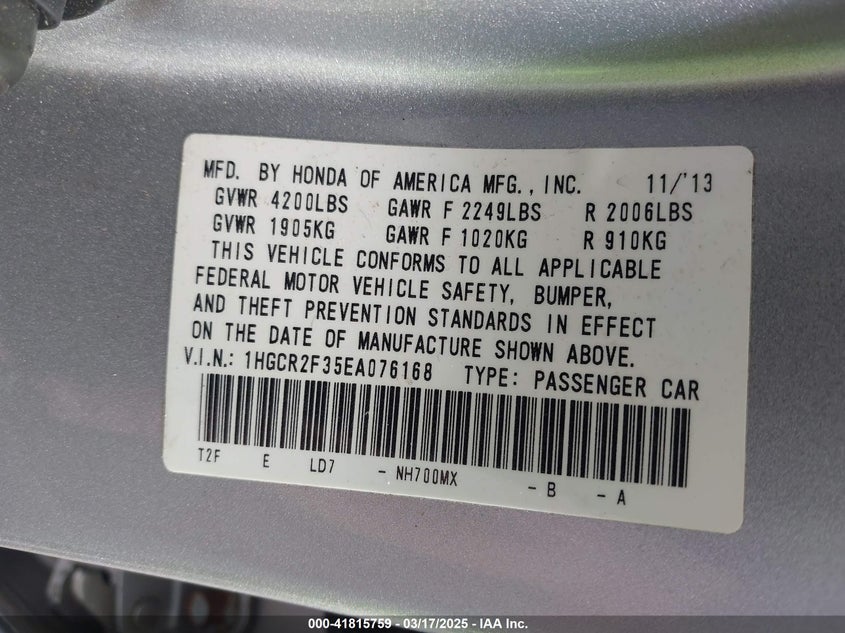 MFD. BY HONDA OF AMERICA MFG., INC. 11/'13
GVWR 4200LBS GAWR F 2249LBS R 2006LBS
GVWR 1905KG GAWR F 1020KG R 910KG
THIS VEHICLE CONFORMS TO ALL APPLICABLE
FEDERAL MOTOR VEHICLE SAFETY, BUMPER,
AND THEFT PREVENTION STANDARDS IN EFFECT
ON THE DATE OF MANUFACTURE SHOWN ABOVE.
V.I.N.: 1HGCR2F35EA076168 TYPE: PASSENGER CAR
T2F E LD7 - NH700MX - B - A
000-41815759 — 03/17/2025 — IAA Inc.